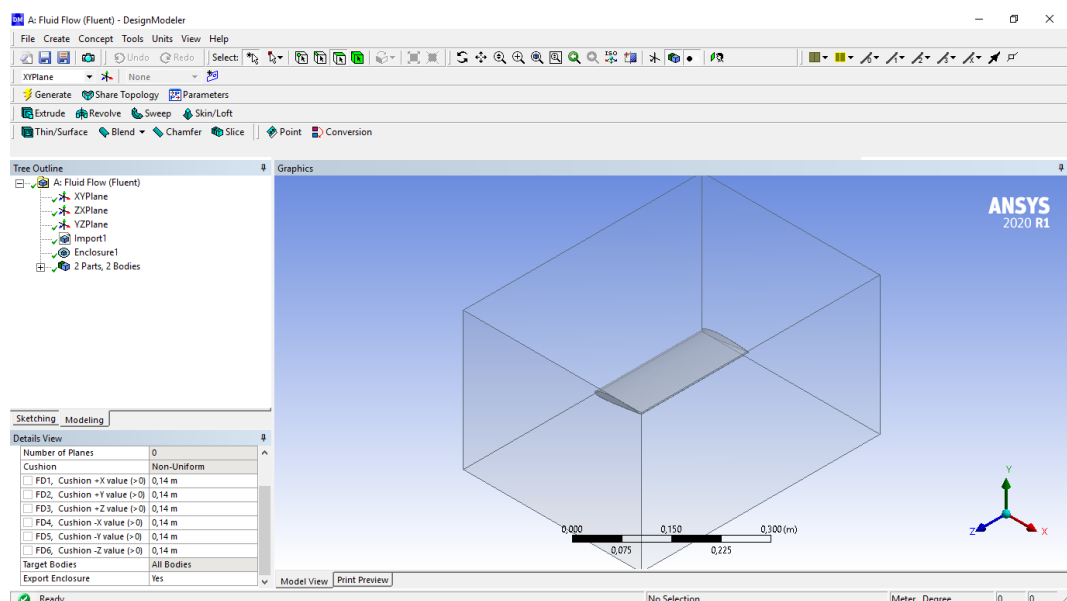 DM A: Fluid Flow (Fluent) - DesignModeler
File Create Concept Tools Units View Help
Undo Redo Select: ISO
XYPlane None
Generate Share Topology Parameters
Extrude Revolve Sweep Skin/Loft
Thin/Surface Blend Chamfer Slice Point Conversion
Tree Outline
A: Fluid Flow (Fluent)
XYPlane
ZXPlane
YZPlane
Import1
Enclosure1
2 Parts, 2 Bodies
Sketching Modeling
Details View
Number of Planes 0
Cushion Non-Uniform
FD1, Cushion +X value (>0) 0,14 m
FD2, Cushion +Y value (>0) 0,14 m
FD3, Cushion +Z value (>0) 0,14 m
FD4, Cushion -X value (>0) 0,14 m
FD5, Cushion -Y value (>0) 0,14 m
FD6, Cushion -Z value (>0) 0,14 m
Target Bodies All Bodies
Export Enclosure Yes
Graphics
ANSYS
2020 R1
Y
Z X
0,000 0,150 0,300 (m)
0,075 0,225
Model View Print Preview
Ready No Selection Meter Degree 0 0